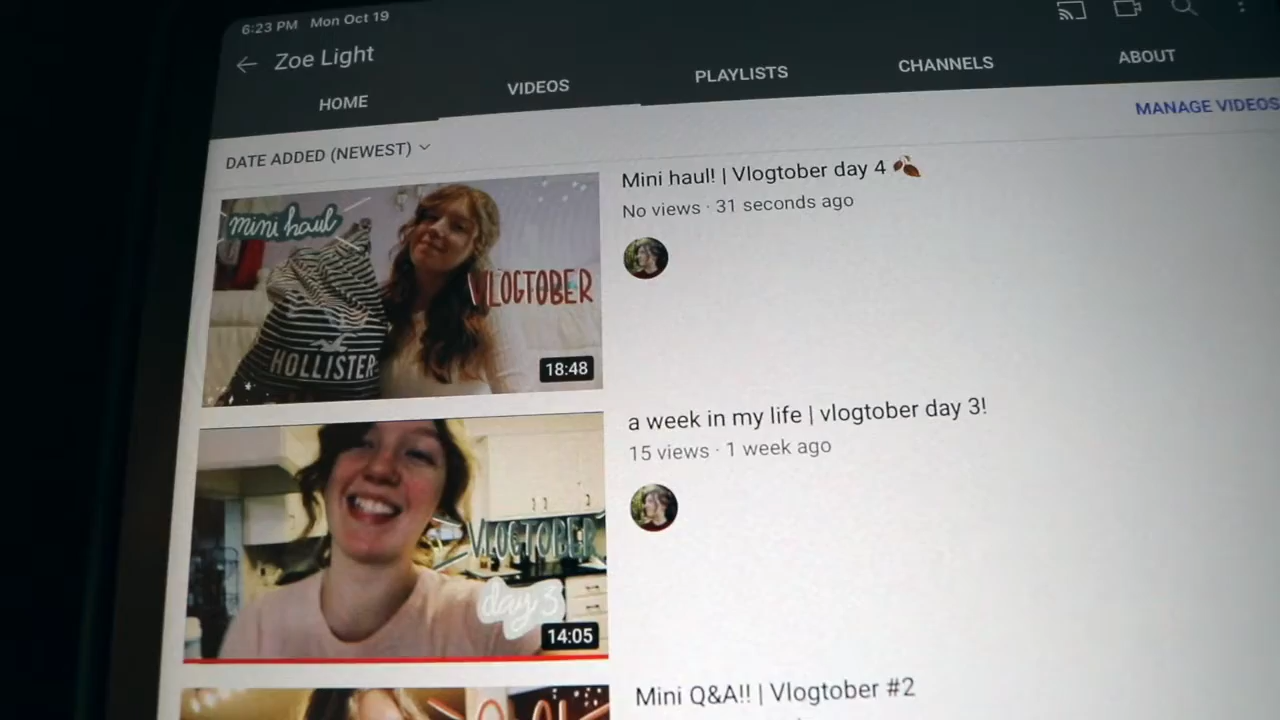 6:23 PM Mon Oct 19
Zoe Light
HOME VIDEOS PLAYLISTS CHANNELS ABOUT
MANAGE VIDEOS
DATE ADDED (NEWEST)
mini haul
VLOGTOBER
HOLLISTER
18:48
Mini haul! | Vlogtober day 4 🍂
No views · 31 seconds ago
VLOGTOBER
day 3
14:05
a week in my life | vlogtober day 3!
15 views · 1 week ago
Mini Q&A!! | Vlogtober #2